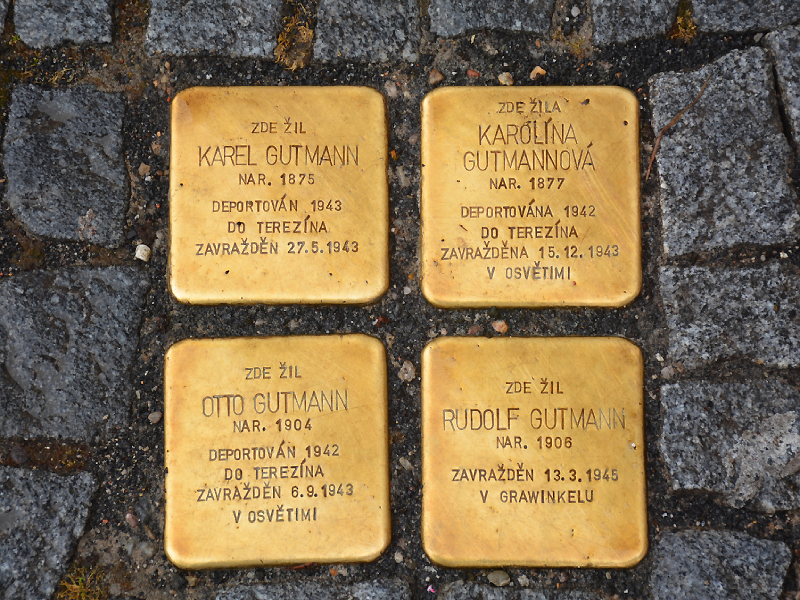 ZDE ŽIL
KAREL GUTMANN
NAR. 1875
DEPORTOVÁN 1943
DO TEREZÍNA
ZAVRAŽDĚN 27.5.1943
ZDE ŽILA
KAROLÍNA
GUTMANNOVÁ
NAR. 1877
DEPORTOVÁNA 1942
DO TEREZÍNA
ZAVRAŽDĚNA 15.12.1943
V OSVĚTIMI
ZDE ŽIL
OTTO GUTMANN
NAR. 1904
DEPORTOVÁN 1942
DO TEREZÍNA
ZAVRAŽDĚN 6.9.1943
V OSVĚTIMI
ZDE ŽIL
RUDOLF GUTMANN
NAR. 1906
ZAVRAŽDĚN 13.3.1945
V GRAWINKELU